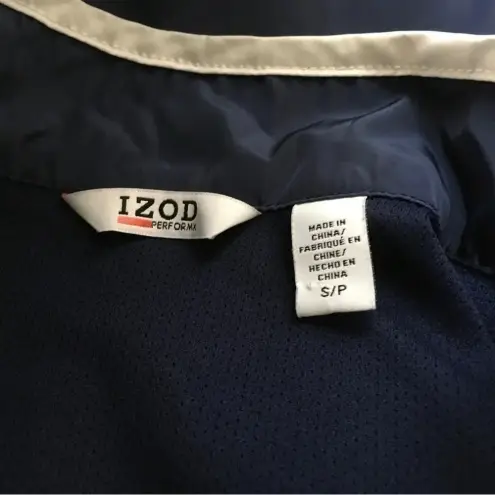 IZOD
PERFORMX
MADE IN
CHINA/
FABRIQUÉ EN
CHINE/
HECHO EN
CHINA
S/P